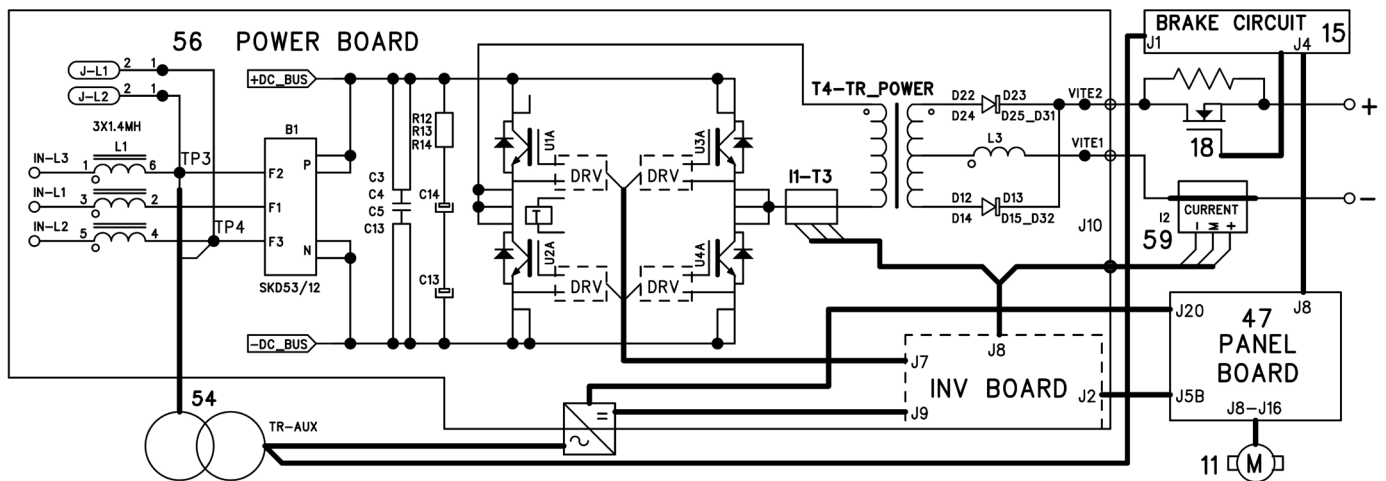 56 POWER BOARD
BRAKE CIRCUIT 15
J1
J4
J-L1 2 1
J-L2 2 1
+DC_BUS
T4-TR_POWER
D22 D23
D24 D25_D31
VITE2
+
3X1.4MH
L1
B1
R12
R13
R14
U1A
U3A
L3
VITE1
18
IN-L3 1 6
TP3
F2 P
DRV DRV
I1-T3
IN-L1 3 2
F1
C3
C4
C5
C13
C14
T
D12 D13
D14 D15_D32
J10
I2 CURRENT
- M +
-
59
IN-L2 5 4
TP4
F3 N
U2A
U4A
SKD53/12
C13
DRV DRV
J20
J8
47
PANEL
BOARD
-DC_BUS
J7
J8
INV BOARD
J2
J5B
J9
J8-J16
54
TR-AUX
=
~
11 M